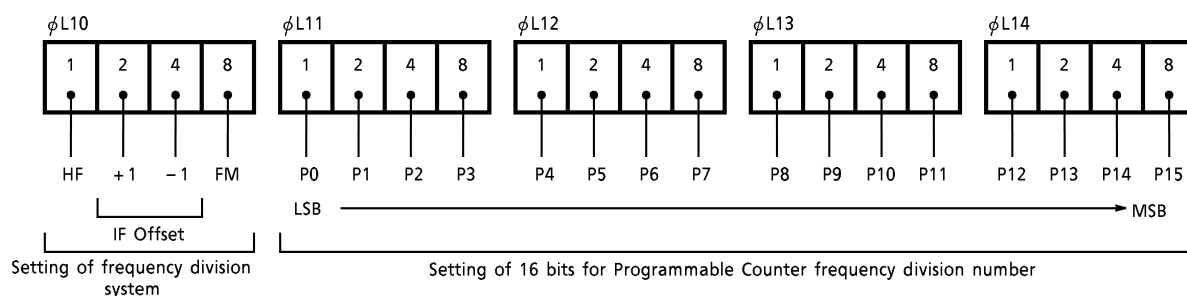 ϕL10 ϕL11 ϕL12 ϕL13 ϕL14
1 2 4 8 1 2 4 8 1 2 4 8 1 2 4 8 1 2 4 8
HF +1 −1 FM P0 P1 P2 P3 P4 P5 P6 P7 P8 P9 P10 P11 P12 P13 P14 P15
LSB MSB
IF Offset
Setting of frequency division
system
Setting of 16 bits for Programmable Counter frequency division number